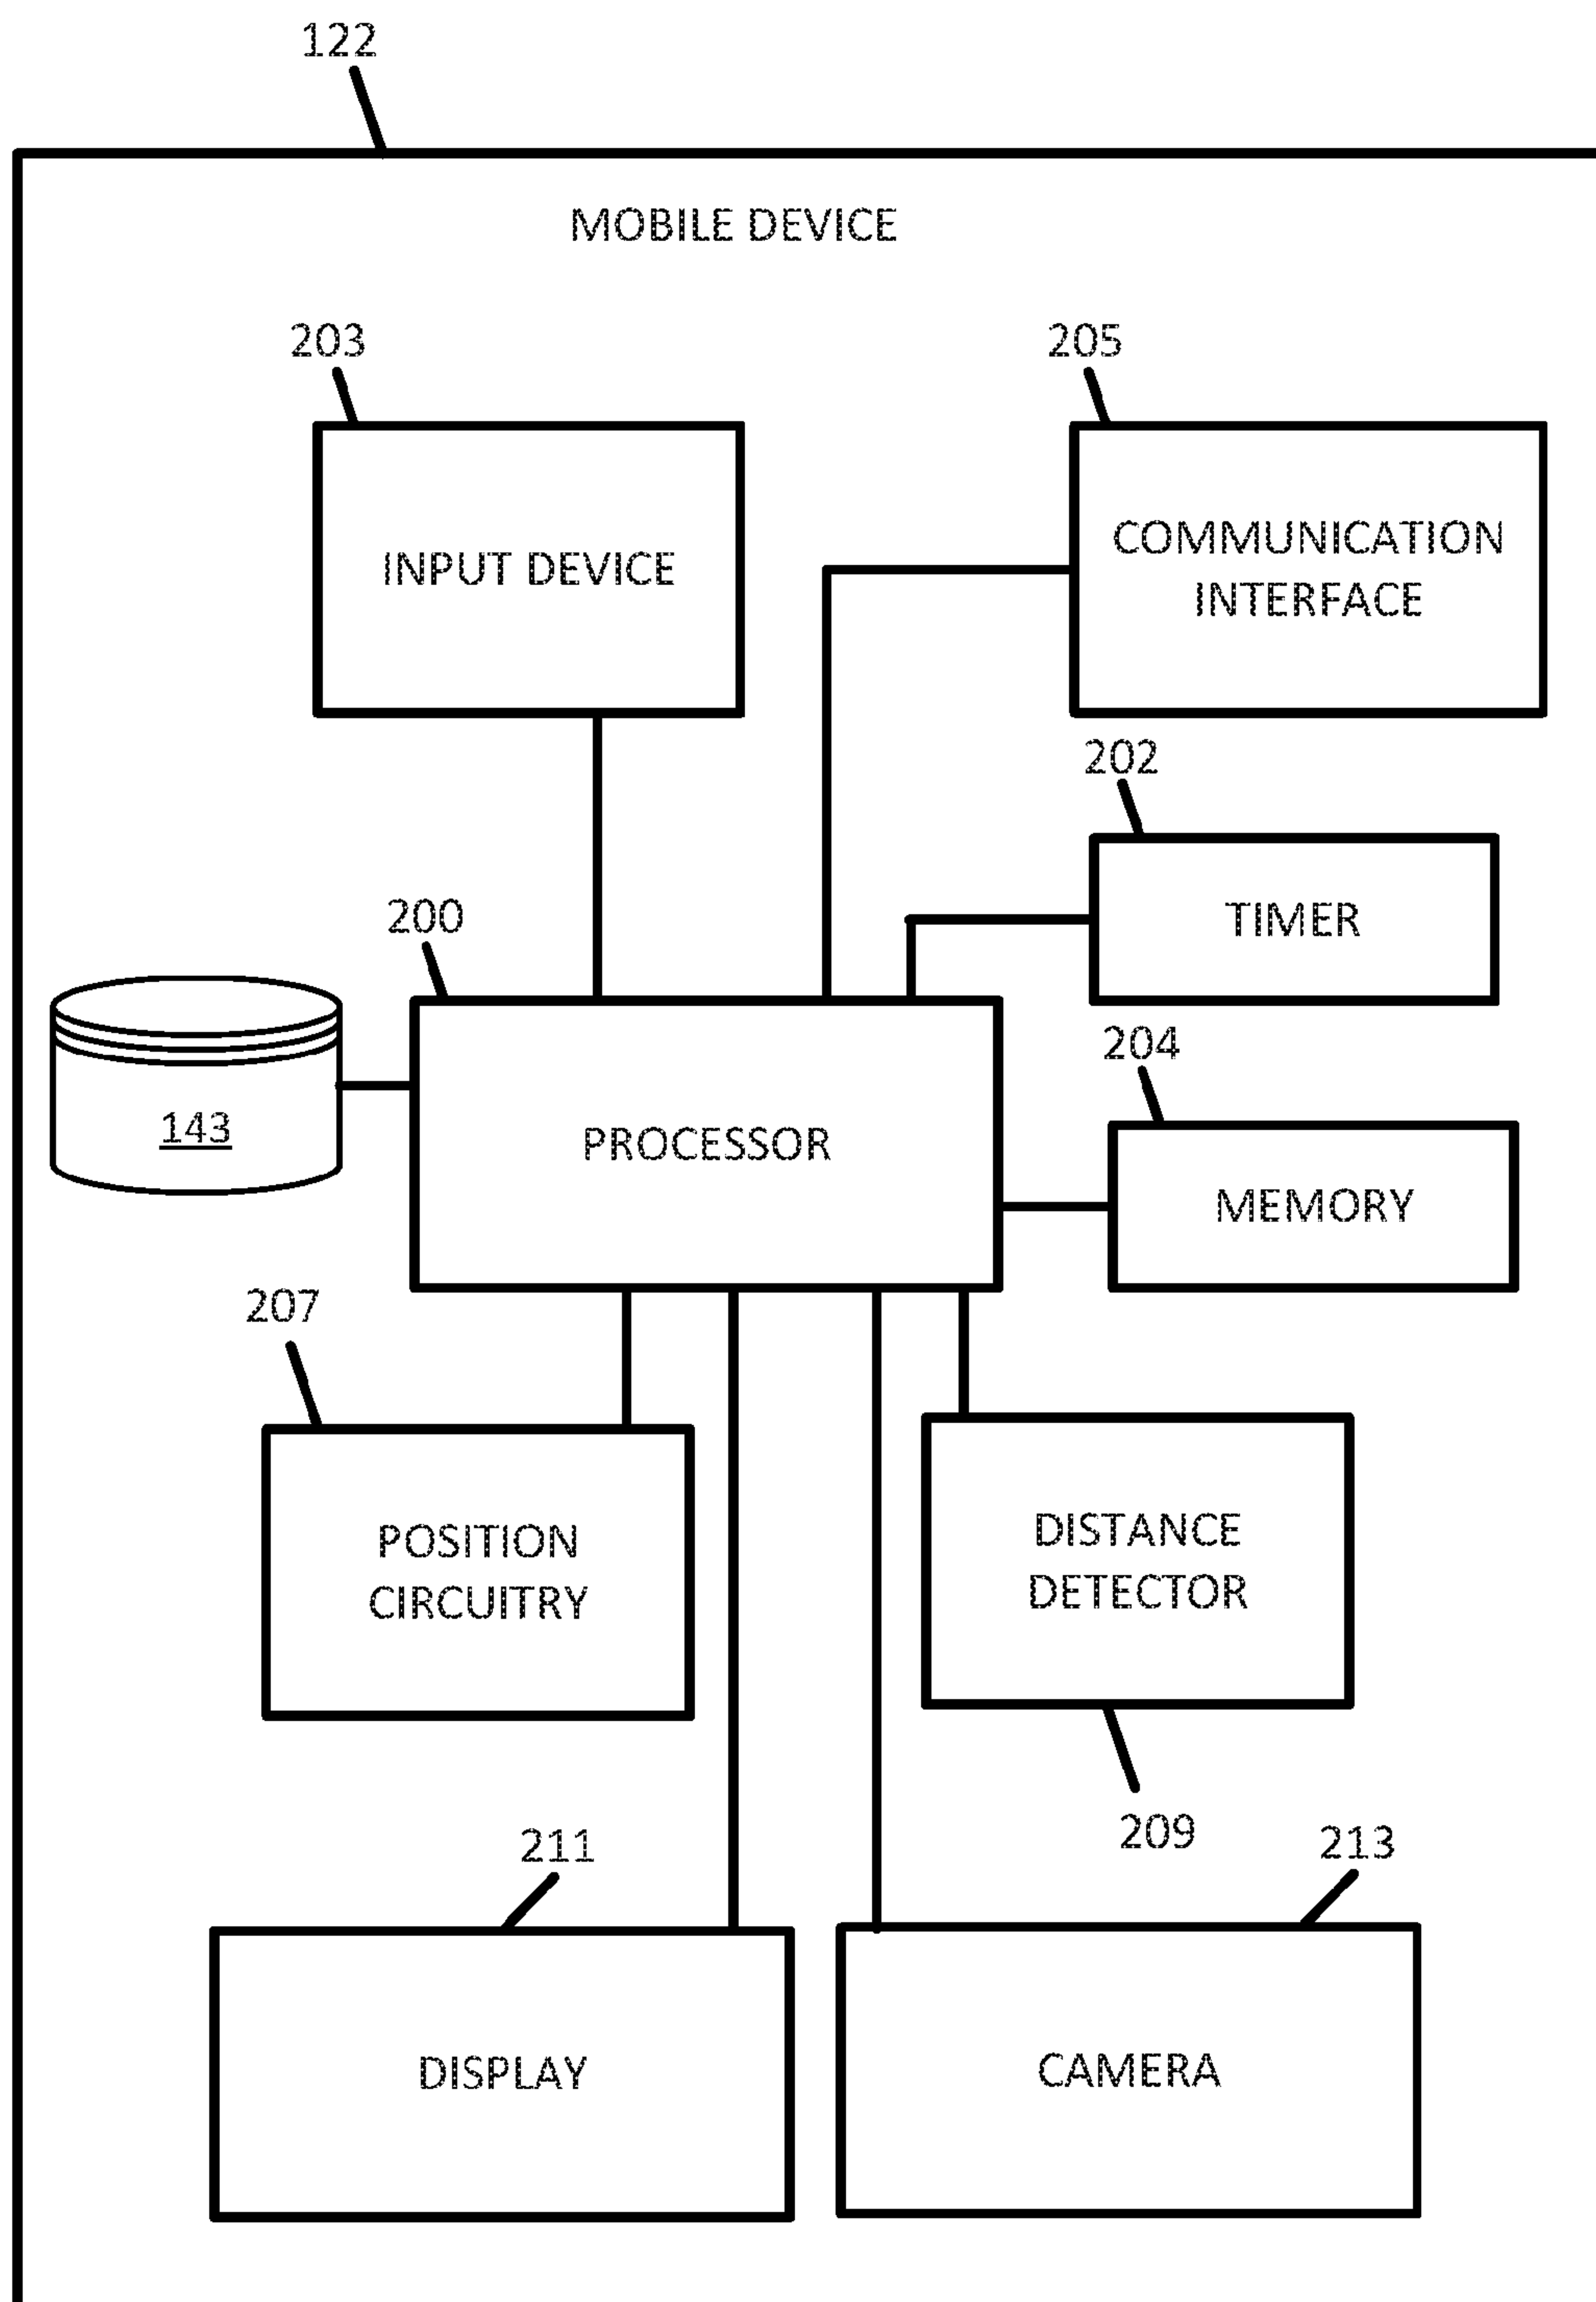 122
MOBILE DEVICE
203
205
INPUT DEVICE
COMMUNICATION
INTERFACE
202
TIMER
200
204
143
PROCESSOR
MEMORY
207
POSITION
CIRCUITRY
DISTANCE
DETECTOR
209
211
213
DISPLAY
CAMERA